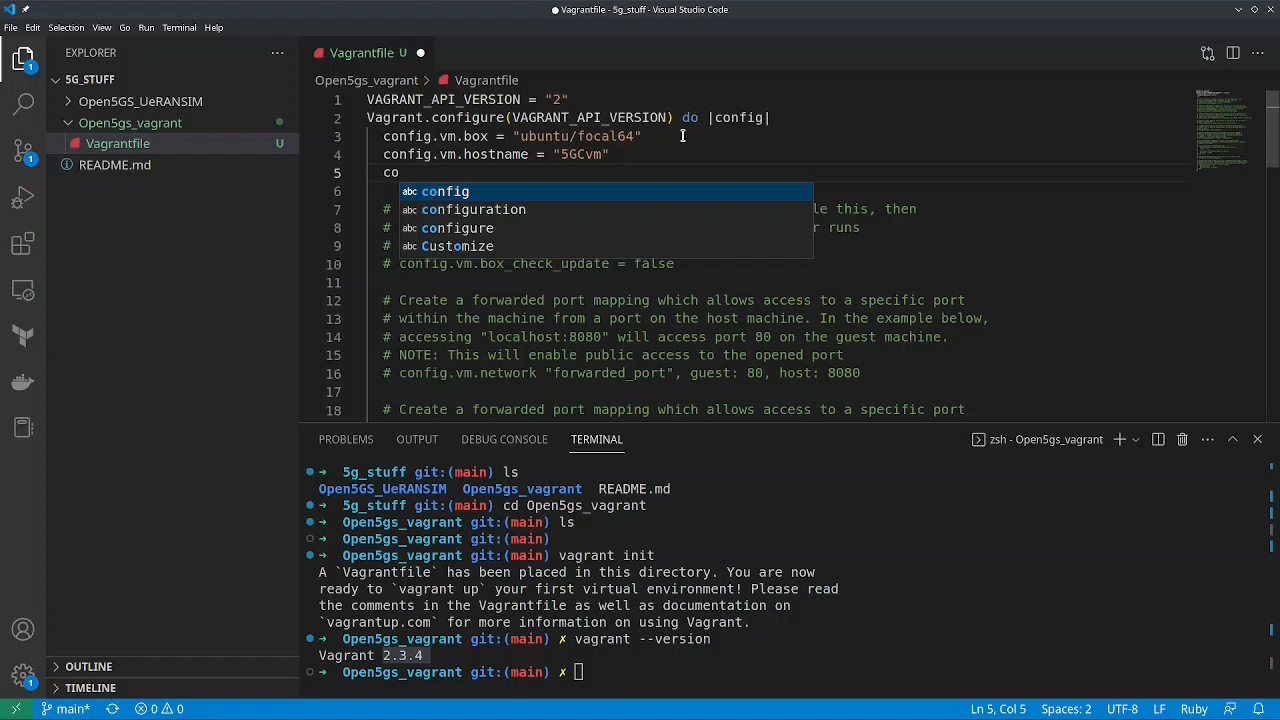 Vagrantfile - 5g_stuff - Visual Studio Code
File Edit Selection View Go Run Terminal Help
EXPLORER
5G_STUFF
Open5GS_UeRANSIM
Open5gs_vagrant
Vagrantfile U
README.md
OUTLINE
TIMELINE
Vagrantfile U
Open5gs_vagrant > Vagrantfile
1 VAGRANT_API_VERSION = "2"
2 Vagrant.configure(VAGRANT_API_VERSION) do |config|
3 config.vm.box = "ubuntu/focal64"
4 config.vm.hostname = "5GCvm"
5 co
6
7 # le this, then
8 # r runs
9 #
10 # config.vm.box_check_update = false
11
12 # Create a forwarded port mapping which allows access to a specific port
13 # within the machine from a port on the host machine. In the example below,
14 # accessing "localhost:8080" will access port 80 on the guest machine.
15 # NOTE: This will enable public access to the opened port
16 # config.vm.network "forwarded_port", guest: 80, host: 8080
17
18 # Create a forwarded port mapping which allows access to a specific port
abc config
abc configuration
abc configure
abc Customize
PROBLEMS OUTPUT DEBUG CONSOLE TERMINAL
zsh - Open5gs_vagrant
→ 5g_stuff git:(main) ls
Open5GS_UeRANSIM Open5gs_vagrant README.md
→ 5g_stuff git:(main) cd Open5gs_vagrant
→ Open5gs_vagrant git:(main) ls
→ Open5gs_vagrant git:(main)
→ Open5gs_vagrant git:(main) vagrant init
A `Vagrantfile` has been placed in this directory. You are now
ready to `vagrant up` your first virtual environment! Please read
the comments in the Vagrantfile as well as documentation on
`vagrantup.com` for more information on using Vagrant.
→ Open5gs_vagrant git:(main) ✗ vagrant --version
Vagrant 2.3.4
→ Open5gs_vagrant git:(main) ✗
1
1
1
main* 0 0 Ln 5, Col 5 Spaces: 2 UTF-8 LF Ruby